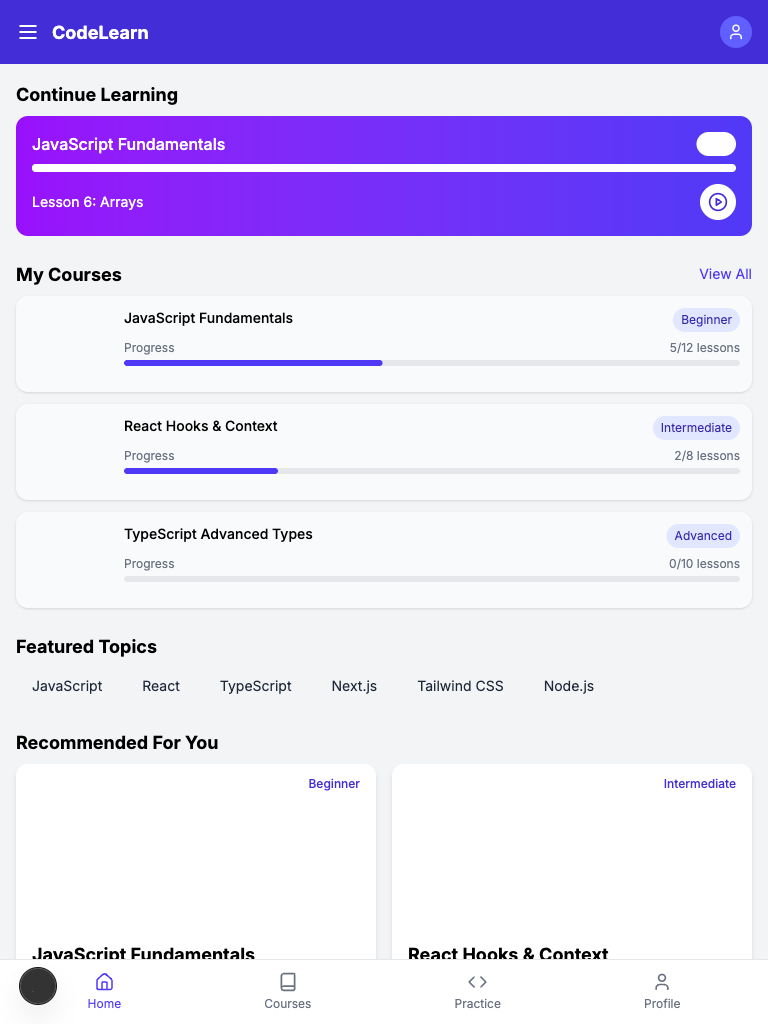 CodeLearn
Continue Learning
JavaScript Fundamentals
Lesson 6: Arrays
My Courses
View All
JavaScript Fundamentals
Beginner
Progress
5/12 lessons
React Hooks & Context
Intermediate
Progress
2/8 lessons
TypeScript Advanced Types
Advanced
Progress
0/10 lessons
Featured Topics
JavaScript React TypeScript Next.js Tailwind CSS Node.js
Recommended For You
Beginner
Intermediate
JavaScript Fundamentals
React Hooks & Context
Home Courses Practice Profile